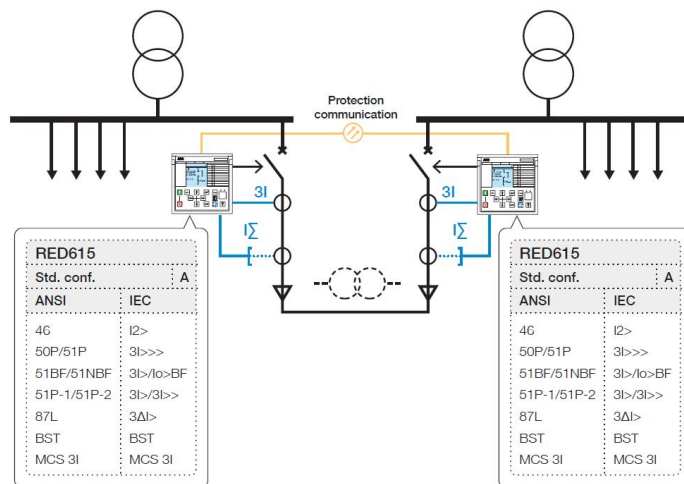 Protection
communication
3I
3I
I∑
I∑
RED615
Std. conf. A
ANSI IEC
46 I2>
50P/51P 3I>>>
51BF/51NBF 3I>/Io>BF
51P-1/51P-2 3I>/3I>>
87L 3ΔI>
BST BST
MCS 3I MCS 3I
RED615
Std. conf. A
ANSI IEC
46 I2>
50P/51P 3I>>>
51BF/51NBF 3I>/Io>BF
51P-1/51P-2 3I>/3I>>
87L 3ΔI>
BST BST
MCS 3I MCS 3I